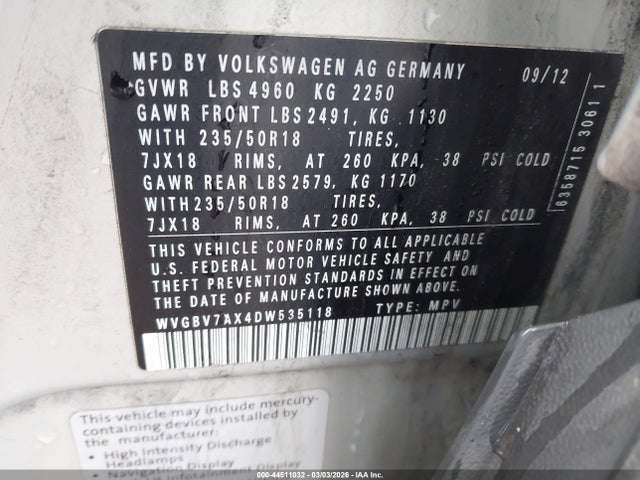 MFD BY VOLKSWAGEN AG GERMANY 09/12
GVWR LBS 4960 KG 2250
GAWR FRONT LBS 2491, KG 1130
WITH 235/50R18 TIRES,
7JX18 RIMS, AT 260 KPA, 38 PSI COLD
GAWR REAR LBS 2579, KG 1170
WITH235/50R18 TIRES,
7JX18 RIMS, AT 260 KPA, 38 PSI COLD
THIS VEHICLE CONFORMS TO ALL APPLICABLE
U.S. FEDERAL MOTOR VEHICLE SAFETY AND
THEFT PREVENTION STANDARDS IN EFFECT ON
THE DATE OF MANUFACTURE SHOWN ABOVE.
WVGBV7AX4DW535118 TYPE: MPV
6358715 3061 1
This vehicle may include mercury-
containing devices installed by
the manufacturer:
• High Intensity Discharge
Headlamps
• Navigation Display
000-44511032 - 03/03/2026 - IAA, Inc.